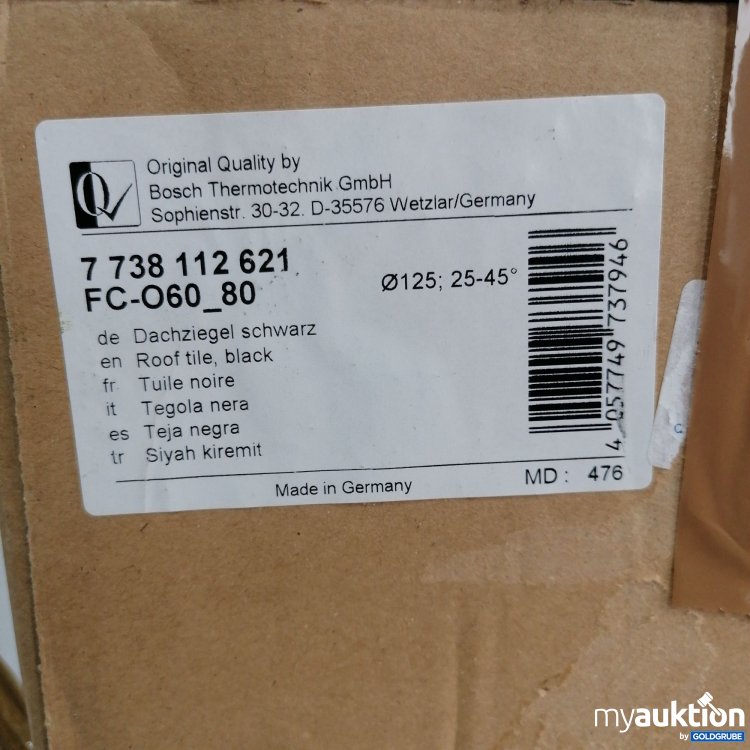 Original Quality by
Bosch Thermotechnik GmbH
Sophienstr. 30-32. D-35576 Wetzlar/Germany
7 738 112 621
FC-O60_80
Ø125; 25-45°
de Dachziegel schwarz
en Roof tile, black
fr Tuile noire
it Tegola nera
es Teja negra
tr Siyah kiremit
4 057749 737946
Made in Germany
MD : 476
myauktion
by GOLDGRUBE